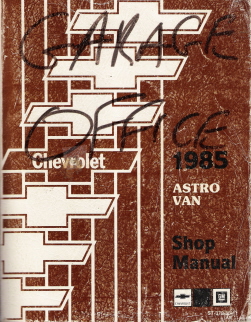 GARAGE
OFFICE
Chevrolet
1985
ASTRO
VAN
Shop
Manual